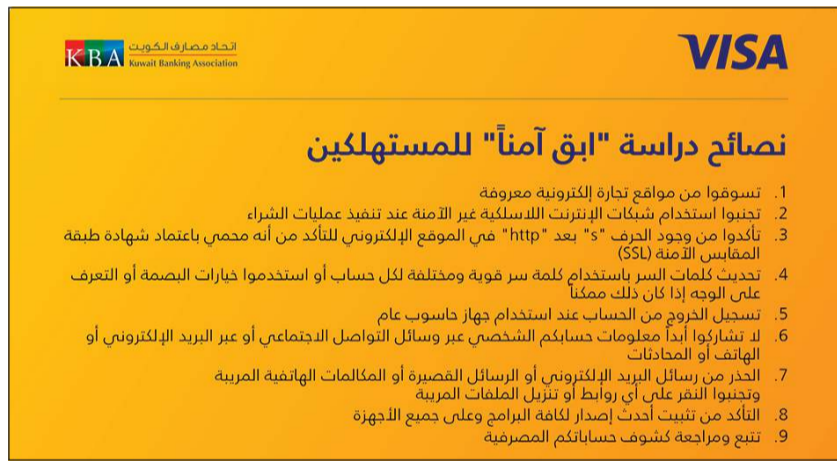 KBA
اتحاد مصارف الكويت
Kuwait Banking Association
VISA
نصائح دراسة "ابق آمناً" للمستهلكين
1. تسوقوا من مواقع تجارة إلكترونية معروفة
2. تجنبوا استخدام شبكات الإنترنت اللاسلكية غير الآمنة عند تنفيذ عمليات الشراء
3. تأكدوا من وجود الحرف "s" بعد "http" في الموقع الإلكتروني للتأكد من أنه محمي باعتماد شهادة طبقة
المقابس الآمنة (SSL)
4. تحديث كلمات السر باستخدام كلمة سر قوية ومختلفة لكل حساب أو استخدموا خيارات البصمة أو التعرف
على الوجه إذا كان ذلك ممكناً
5. تسجيل الخروج من الحساب عند استخدام جهاز حاسوب عام
6. لا تشاركوا أبداً معلومات حسابكم الشخصي عبر وسائل التواصل الاجتماعي أو عبر البريد الإلكتروني أو
الهاتف أو المحادثات
7. الحذر من رسائل البريد الإلكتروني أو الرسائل القصيرة أو المكالمات الهاتفية المريبة
وتجنبوا النقر على أي روابط أو تنزيل الملفات المريبة
8. التأكد من تثبيت أحدث إصدار لكافة البرامج وعلى جميع الأجهزة
9. تتبع ومراجعة كشوف حساباتكم المصرفية